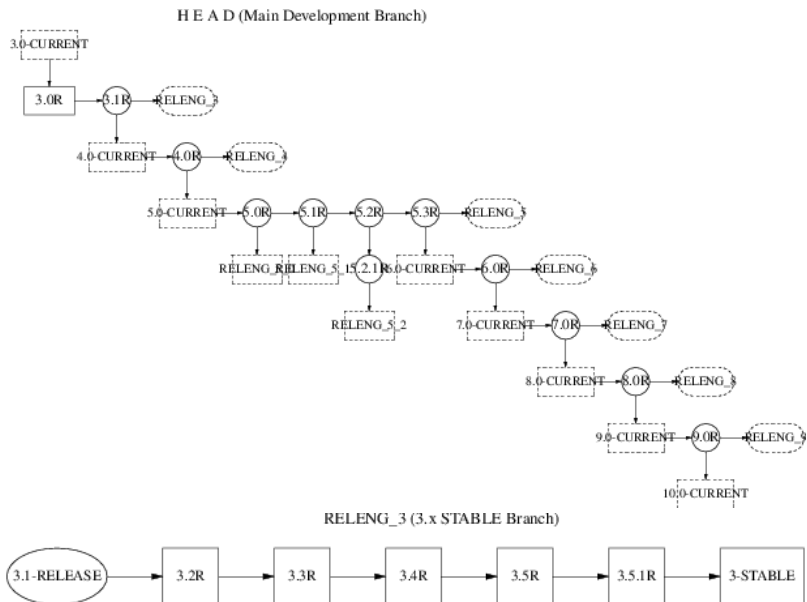 H E A D (Main Development Branch)
3.0-CURRENT
3.0R 3.1R RELENG_3
4.0-CURRENT 4.0R RELENG_4
5.0-CURRENT 5.0R 5.1R 5.2R 5.3R RELENG_5
RELENG_5_0 RELENG_5_1 5.2.1R 6.0-CURRENT 6.0R RELENG_6
RELENG_5_2 7.0-CURRENT 7.0R RELENG_7
8.0-CURRENT 8.0R RELENG_8
9.0-CURRENT 9.0R RELENG_9
10.0-CURRENT
RELENG_3 (3.x STABLE Branch)
3.1-RELEASE 3.2R 3.3R 3.4R 3.5R 3.5.1R 3-STABLE